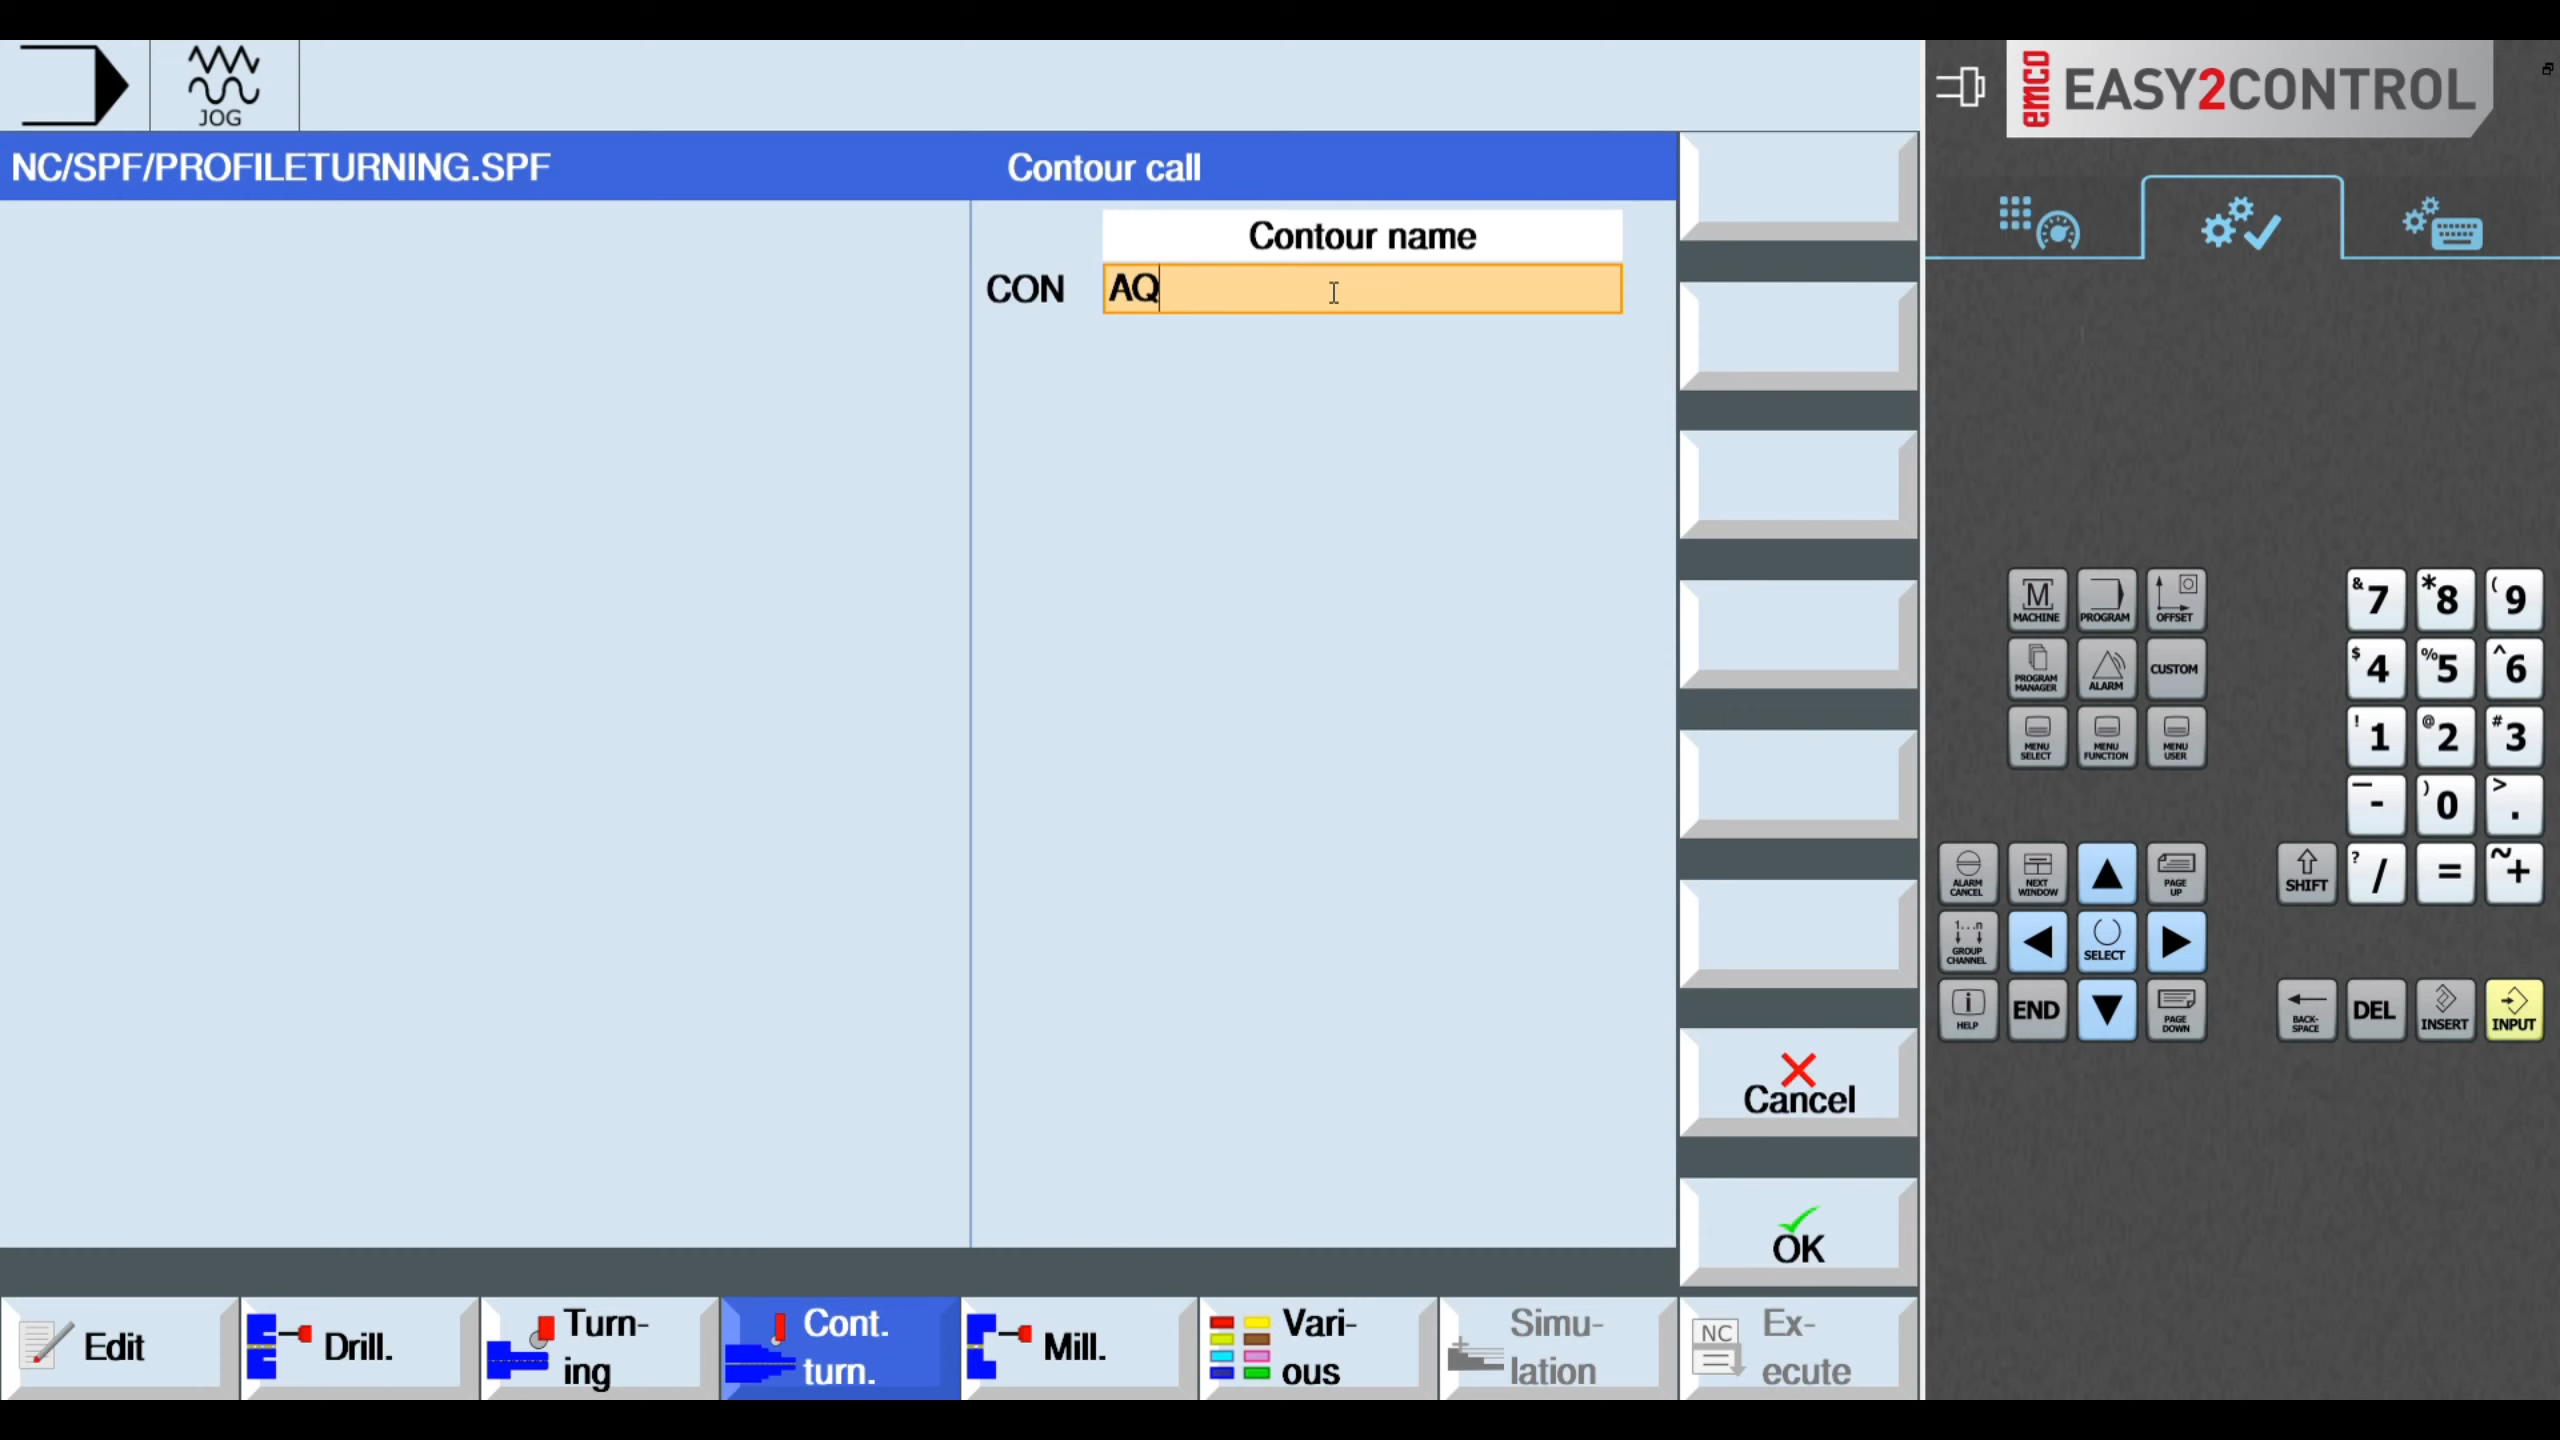 JOG
emco EASY2CONTROL
NC/SPF/PROFILETURNING.SPF
Contour call
Contour name
CON
AQ
Cancel
OK
Edit
Drill.
Turn-
ing
Cont.
turn.
Mill.
Vari-
ous
Simu-
lation
NC
Ex-
ecute
M
MACHINE
PROGRAM
OFFSET
& 7
* 8
( 9
PROGRAM
MANAGER
ALARM
CUSTOM
$ 4
% 5
^ 6
MENU
SELECT
MENU
FUNCTION
MENU
USER
! 1
@ 2
# 3
_ -
) 0
> .
ALARM
CANCEL
NEXT
WINDOW
PAGE
UP
SHIFT
? /
=
~ +
1...n
GROUP
CHANNEL
SELECT
i
HELP
END
PAGE
DOWN
BACK-
SPACE
DEL
INSERT
INPUT